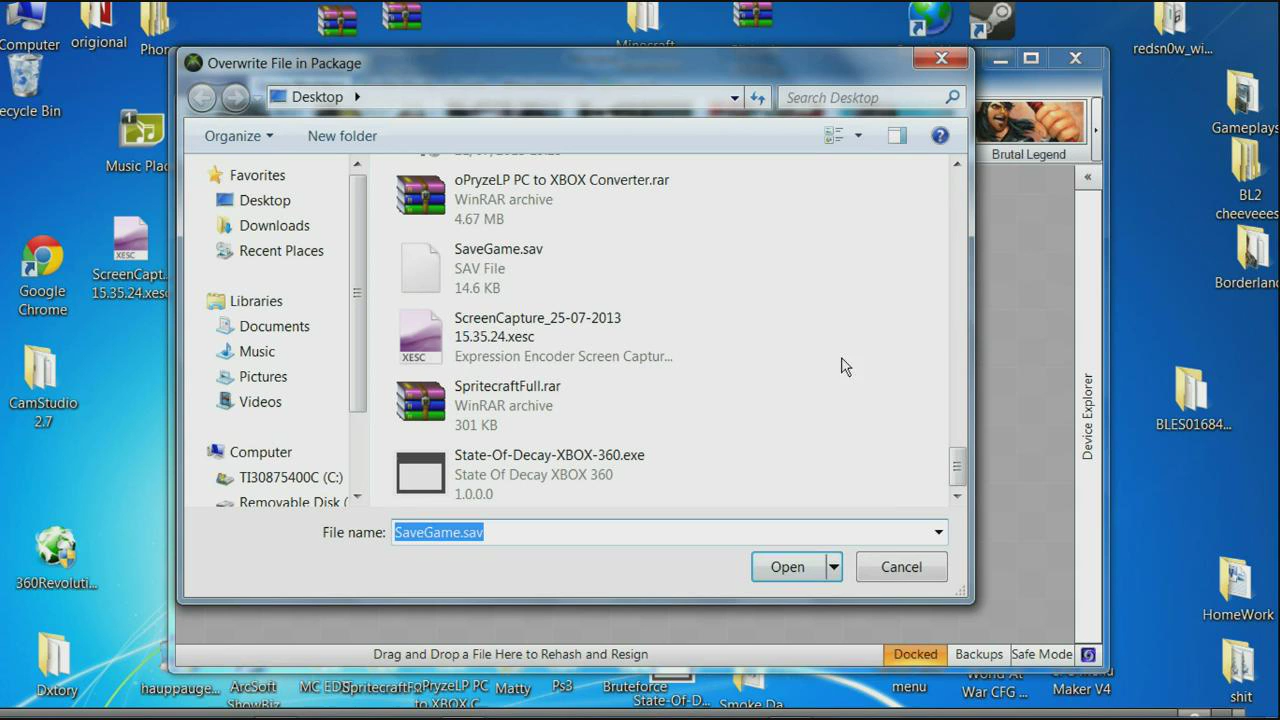 Computer
origional
Phor
Minecraft
redsn0w_wi...
ecycle Bin
Music Plac
ScreenCapt...
15.35.24.xesc
Google
Chrome
CamStudio
2.7
360Revoluti...
Dxtory
Overwrite File in Package
Desktop
Search Desktop
Organize
New folder
Favorites
Desktop
Downloads
Recent Places
Libraries
Documents
Music
Pictures
Videos
Computer
TI30875400C (C:)
Removable Disk (
oPryzeLP PC to XBOX Converter.rar
WinRAR archive
4.67 MB
SaveGame.sav
SAV File
14.6 KB
ScreenCapture_25-07-2013
15.35.24.xesc
XESC
Expression Encoder Screen Captur...
SpritecraftFull.rar
WinRAR archive
301 KB
State-Of-Decay-XBOX-360.exe
State Of Decay XBOX 360
1.0.0.0
File name:
SaveGame.sav
Open
Cancel
Brutal Legend
Device Explorer
Drag and Drop a File Here to Rehash and Resign
Docked
Backups
Safe Mode
Gameplays
BL2
cheeveees
Borderlan
BLES01684...
HomeWork
shit
hauppauge...
ArcSoft
ShowBiz
MC EDIT
SpritecraftFu
oPryzeLP PC
to XBOX C
Matty
Ps3
Bruteforce
State-Of-D...
Smoke Da
menu
World At
War CFG ...
Maker V4